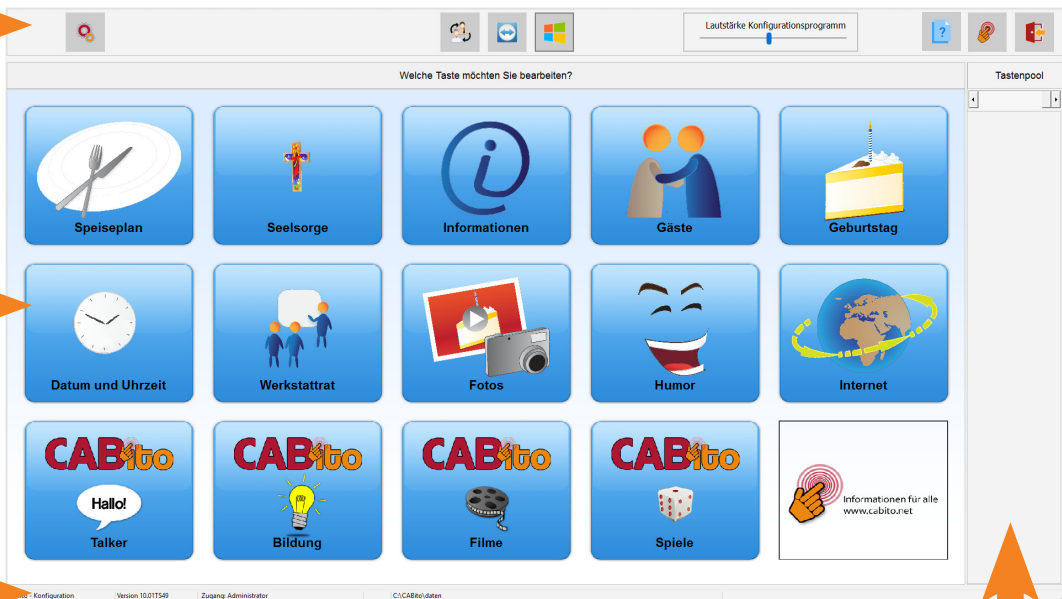 Lautstärke Konfigurationsprogramm
?
Welche Taste möchten Sie bearbeiten?
Tastenpool
Speiseplan
Seelsorge
Informationen
Gäste
Geburtstag
Datum und Uhrzeit
Werkstattrat
Fotos
Humor
Internet
CABito
Hallo!
Talker
CABito
Bildung
CABito
Filme
CABito
Spiele
Informationen für alle
www.cabito.net
ito - Konfiguration
Version 10.01T549
Zugang: Administrator
C:\CABito\daten